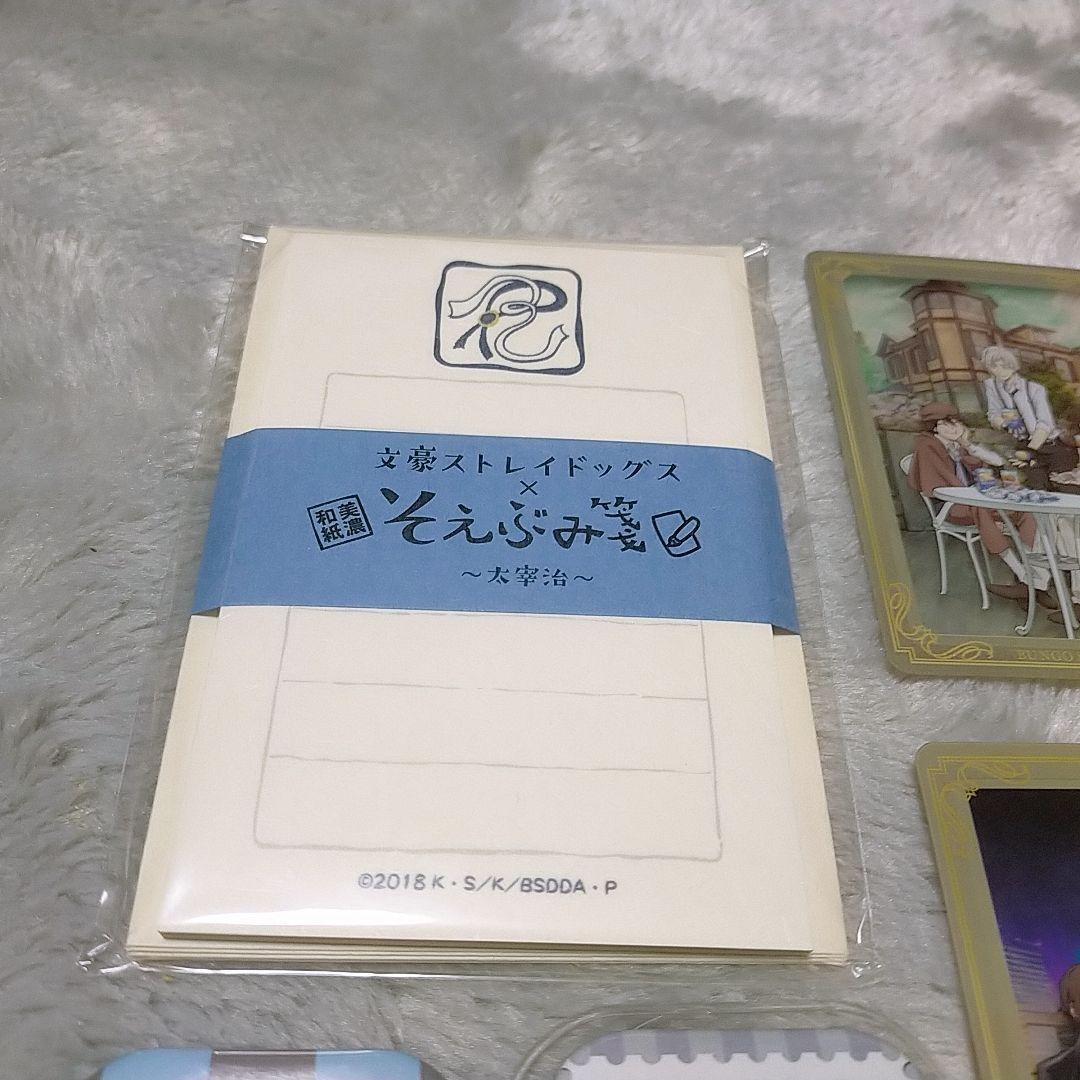 文豪ストレイドッグス
×
美濃
和紙
そえぶみ箋
～太宰治～
©2018 K・S/K/BSDDA・P
BUNGO